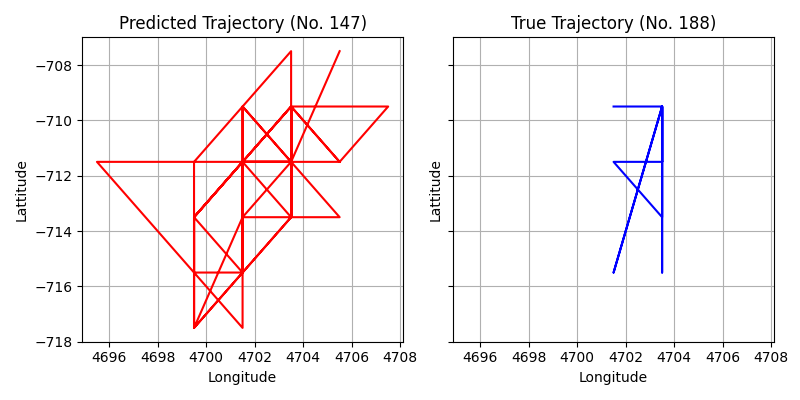 Predicted Trajectory (No. 147)
True Trajectory (No. 188)
−708
−710
−712
−714
−716
−718
Lattitude
Lattitude
4696 4698 4700 4702 4704 4706 4708
4696 4698 4700 4702 4704 4706 4708
Longitude
Longitude